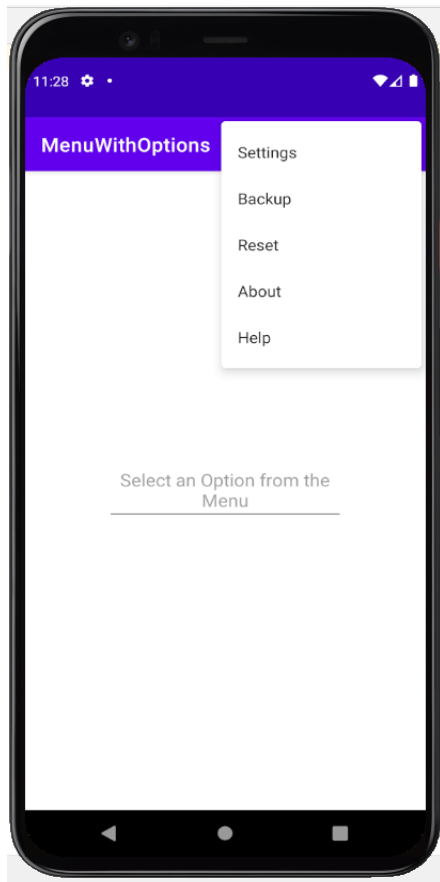 11:28
MenuWithOptions
Settings
Backup
Reset
About
Help
Select an Option from the
Menu